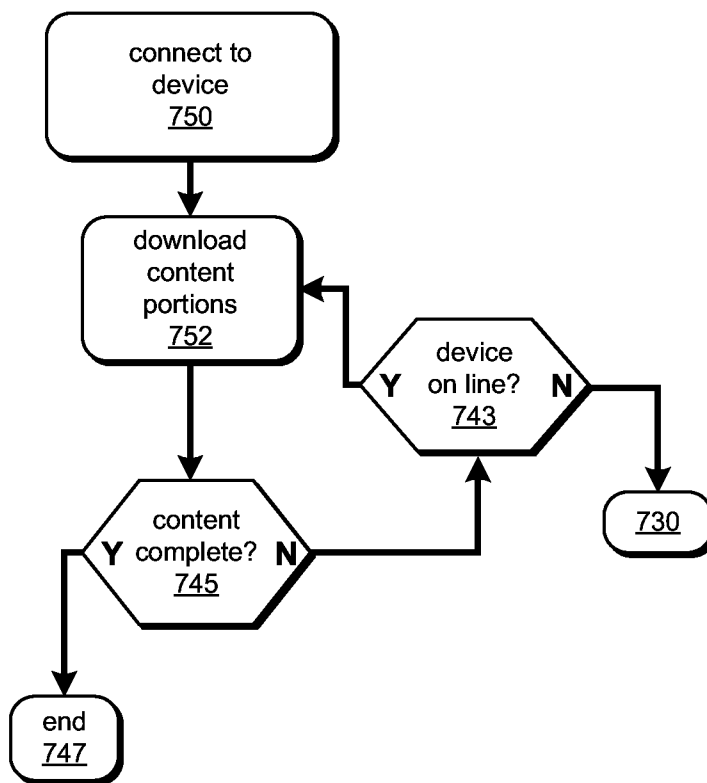 connect to
device
750
download
content
portions
752
device
Y on line? N
743
730
content
Y complete? N
745
end
747